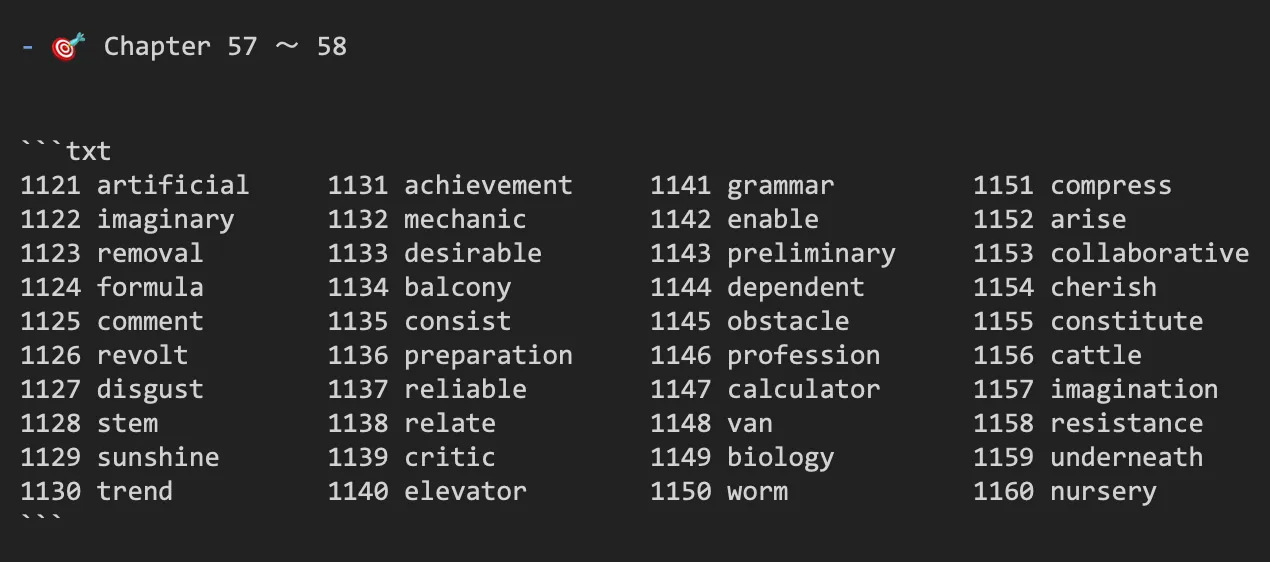 - 🎯 Chapter 57 ～ 58
```txt
1121 artificial     1131 achievement     1141 grammar         1151 compress
1122 imaginary      1132 mechanic        1142 enable          1152 arise
1123 removal        1133 desirable       1143 preliminary     1153 collaborative
1124 formula        1134 balcony         1144 dependent       1154 cherish
1125 comment        1135 consist         1145 obstacle        1155 constitute
1126 revolt         1136 preparation     1146 profession      1156 cattle
1127 disgust        1137 reliable        1147 calculator      1157 imagination
1128 stem           1138 relate          1148 van             1158 resistance
1129 sunshine       1139 critic          1149 biology         1159 underneath
1130 trend          1140 elevator        1150 worm            1160 nursery
```